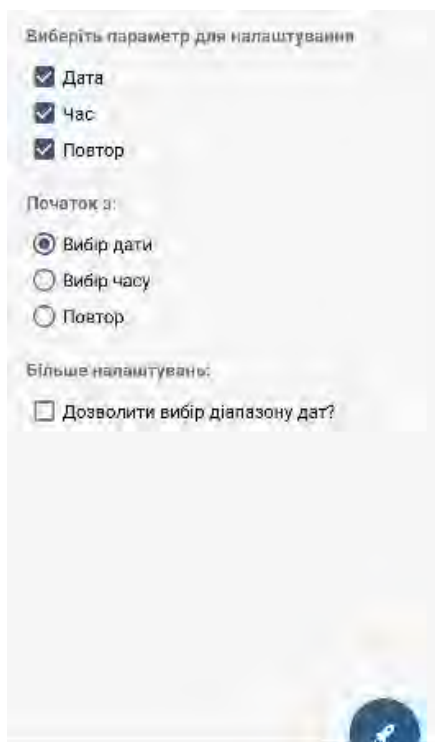 Виберіть параметр для налаштування
Дата
Час
Повтор
Початок з:
Вибір дати
Вибір часу
Повтор
Більше налаштувань:
Дозволити вибір діапазону дат?